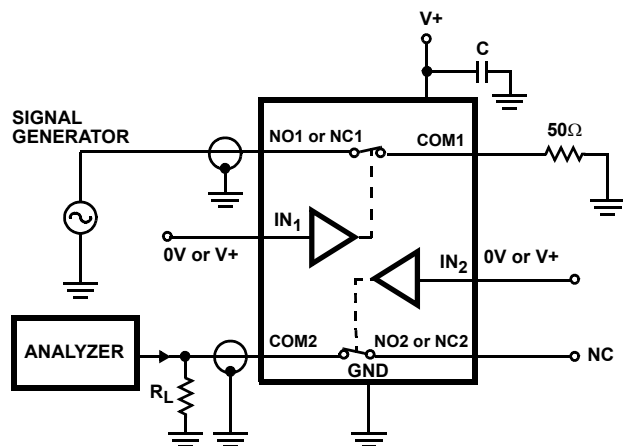 V+
C
SIGNAL
GENERATOR
NO1 or NC1
COM1
50Ω
IN1
0V or V+
IN2
0V or V+
ANALYZER
COM2
NO2 or NC2
NC
GND
RL